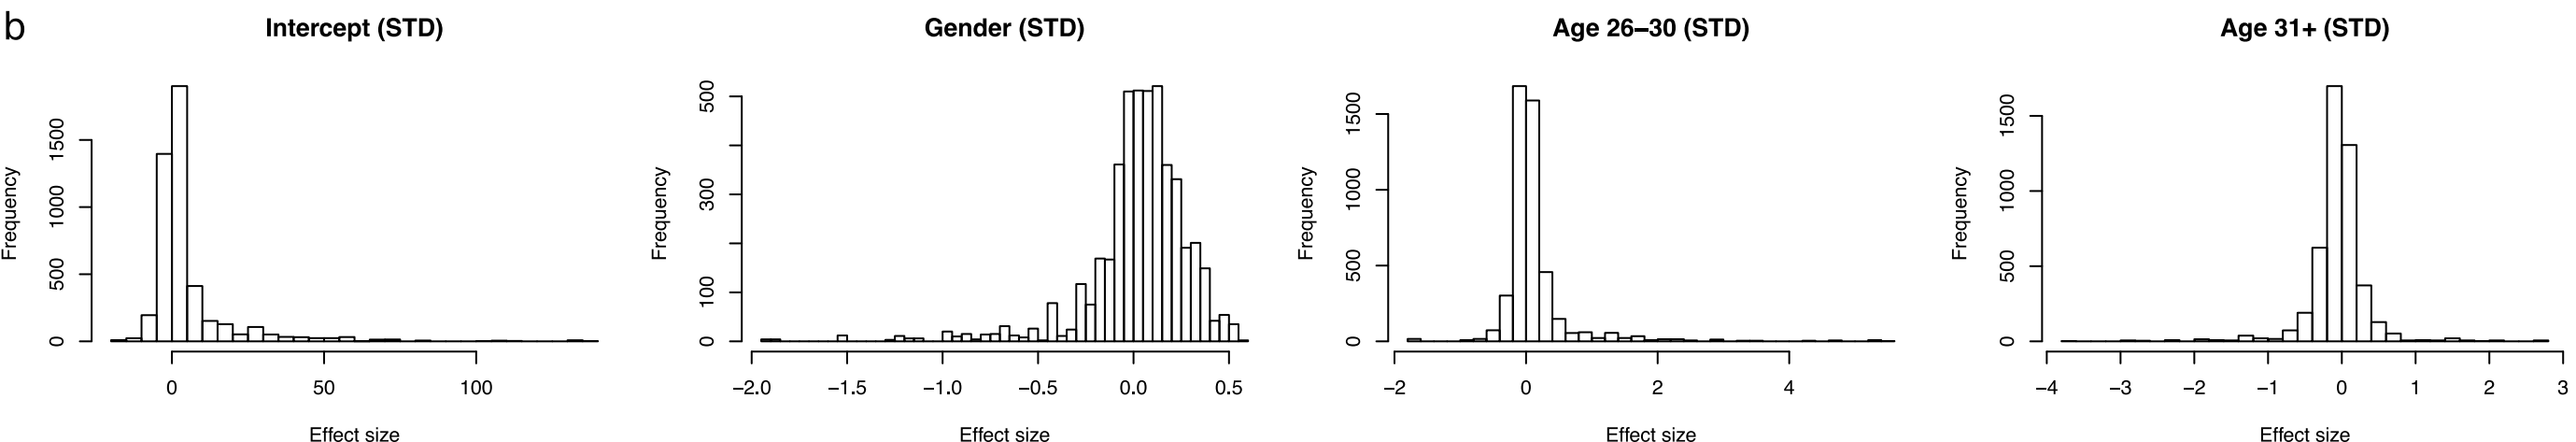 b
Intercept (STD)
Frequency
0 500 1000 1500
0 50 100
Effect size
Gender (STD)
Frequency
0 100 300 500
−2.0 −1.5 −1.0 −0.5 0.0 0.5
Effect size
Age 26–30 (STD)
Frequency
0 500 1000 1500
−2 0 2 4
Effect size
Age 31+ (STD)
Frequency
0 500 1000 1500
−4 −3 −2 −1 0 1 2 3
Effect size